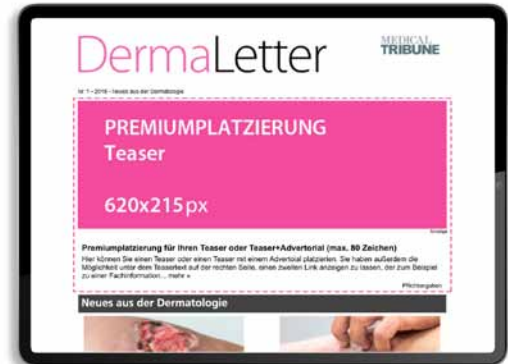 DermaLetter
MEDICAL
TRIBUNE
Nr. 1 – 2019 - Neues aus der Dermatologie
PREMIUMPLATZIERUNG
Teaser
620x215px
Anzeige
Premiumplatzierung für Ihren Teaser oder Teaser+Advertorial (max. 80 Zeichen)
Hier können Sie einen Teaser oder einen Teaser mit einem Advertorial platzieren. Sie haben außerdem die
Möglichkeit unter dem Teasertext auf der rechten Seite, einen zweiten Link anzeigen zu lassen, der zum Beispiel
zu einer Fachinformation... mehr »
Pflichtangaben
Neues aus der Dermatologie